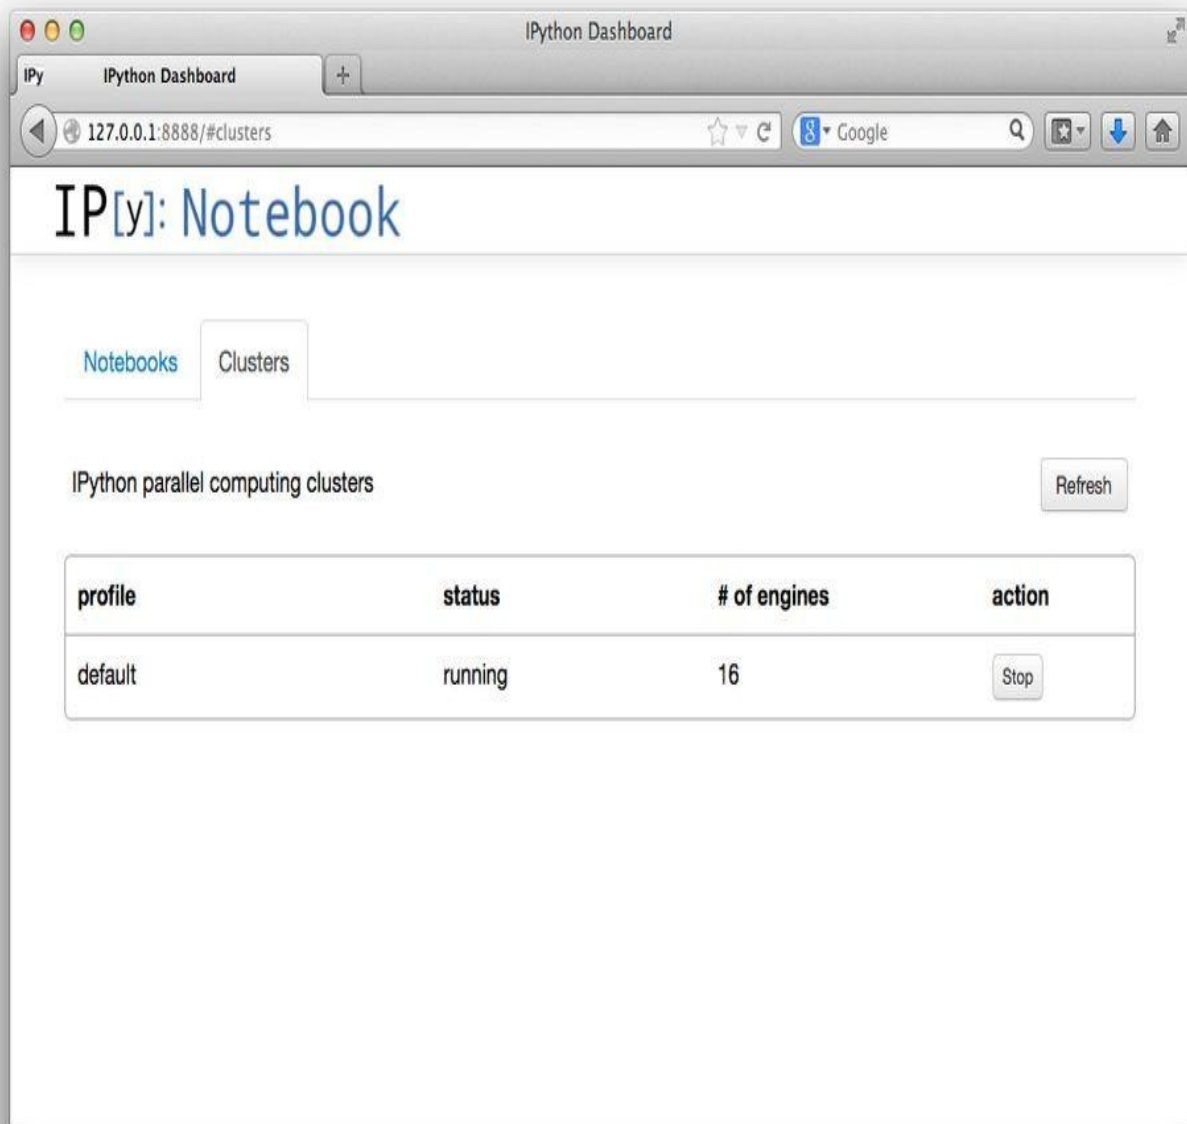 IPython Dashboard
IPy IPython Dashboard +
127.0.0.1:8888/#clusters 8 Google
IP[y]: Notebook
Notebooks Clusters
IPython parallel computing clusters Refresh
profile status # of engines action
default running 16 Stop